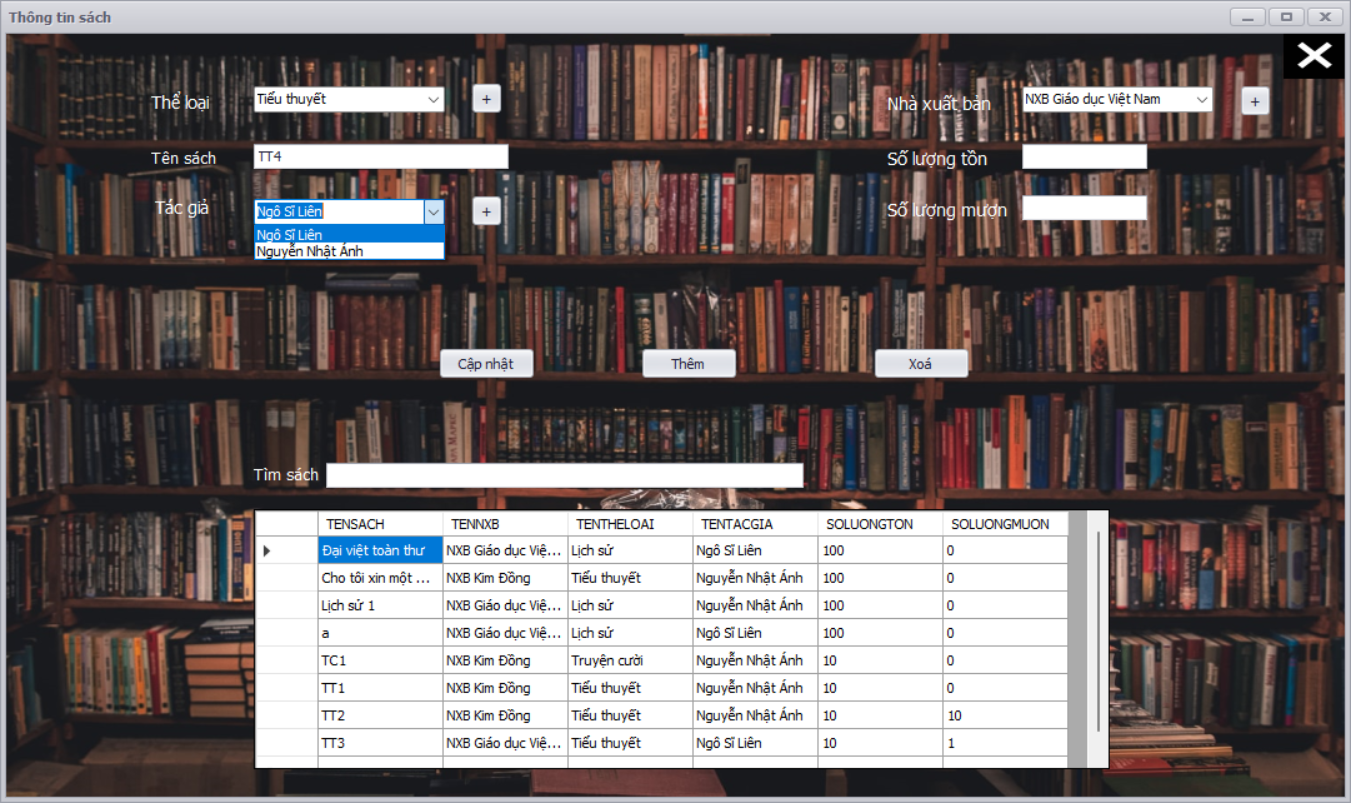 Thông tin sách
Thể loại Tiểu thuyết + Nhà xuất bản NXB Giáo dục Việt Nam +
Tên sách TT4 Số lượng tồn
Tác giả Ngô Sĩ Liên + Số lượng mượn
Ngô Sĩ Liên
Nguyễn Nhật Ánh
Cập nhật Thêm Xoá
Tìm sách
TENSACH TENNXB TENTHELOAI TENTACGIA SOLUONGTON SOLUONGMUON
Đại việt toàn thư NXB Giáo dục Việ... Lịch sử Ngô Sĩ Liên 100 0
Cho tôi xin một ... NXB Kim Đồng Tiểu thuyết Nguyễn Nhật Ánh 100 0
Lịch sử 1 NXB Giáo dục Việ... Lịch sử Nguyễn Nhật Ánh 100 0
a NXB Giáo dục Việ... Lịch sử Ngô Sĩ Liên 100 0
TC1 NXB Kim Đồng Truyện cười Nguyễn Nhật Ánh 10 0
TT1 NXB Kim Đồng Tiểu thuyết Nguyễn Nhật Ánh 10 0
TT2 NXB Kim Đồng Tiểu thuyết Nguyễn Nhật Ánh 10 10
TT3 NXB Giáo dục Việ... Tiểu thuyết Ngô Sĩ Liên 10 1